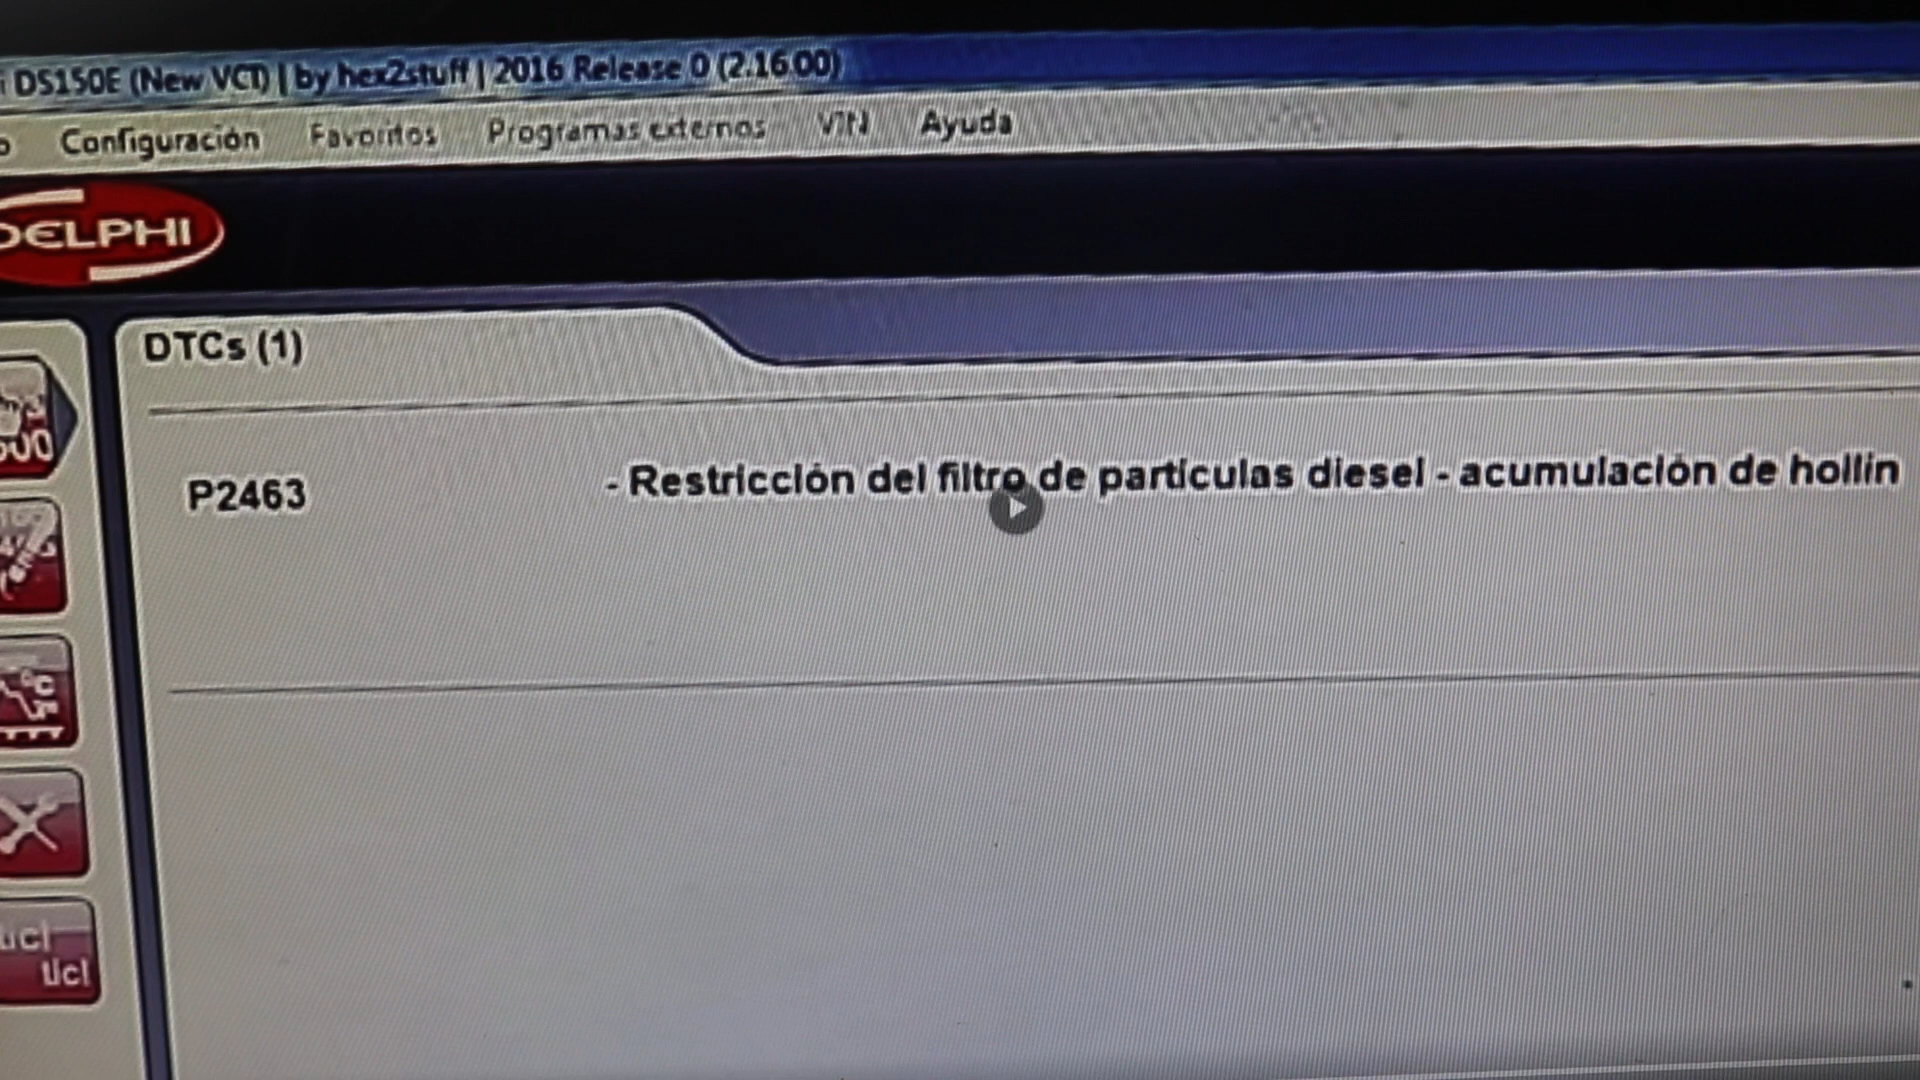 DS150E (New VCI) | by hex2stuff | 2016 Release 0 (2.16.00)
Configuración Favoritos Programas externos VIN Ayuda
DELPHI
DTCs (1)
P2463 - Restricción del filtro de partículas diesel - acumulación de hollín
°C